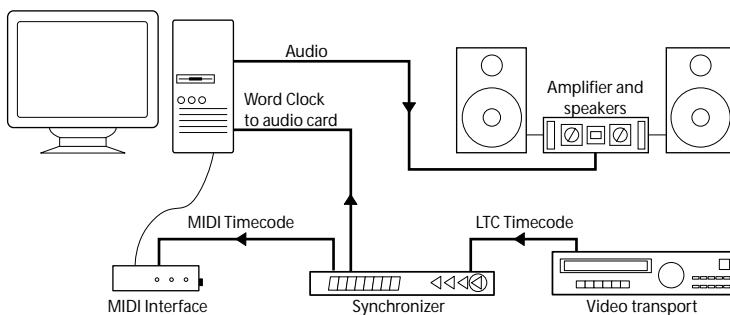 Audio
Amplifier and
speakers
Word Clock
to audio card
MIDI Timecode
LTC Timecode
MIDI Interface
Synchronizer
Video transport